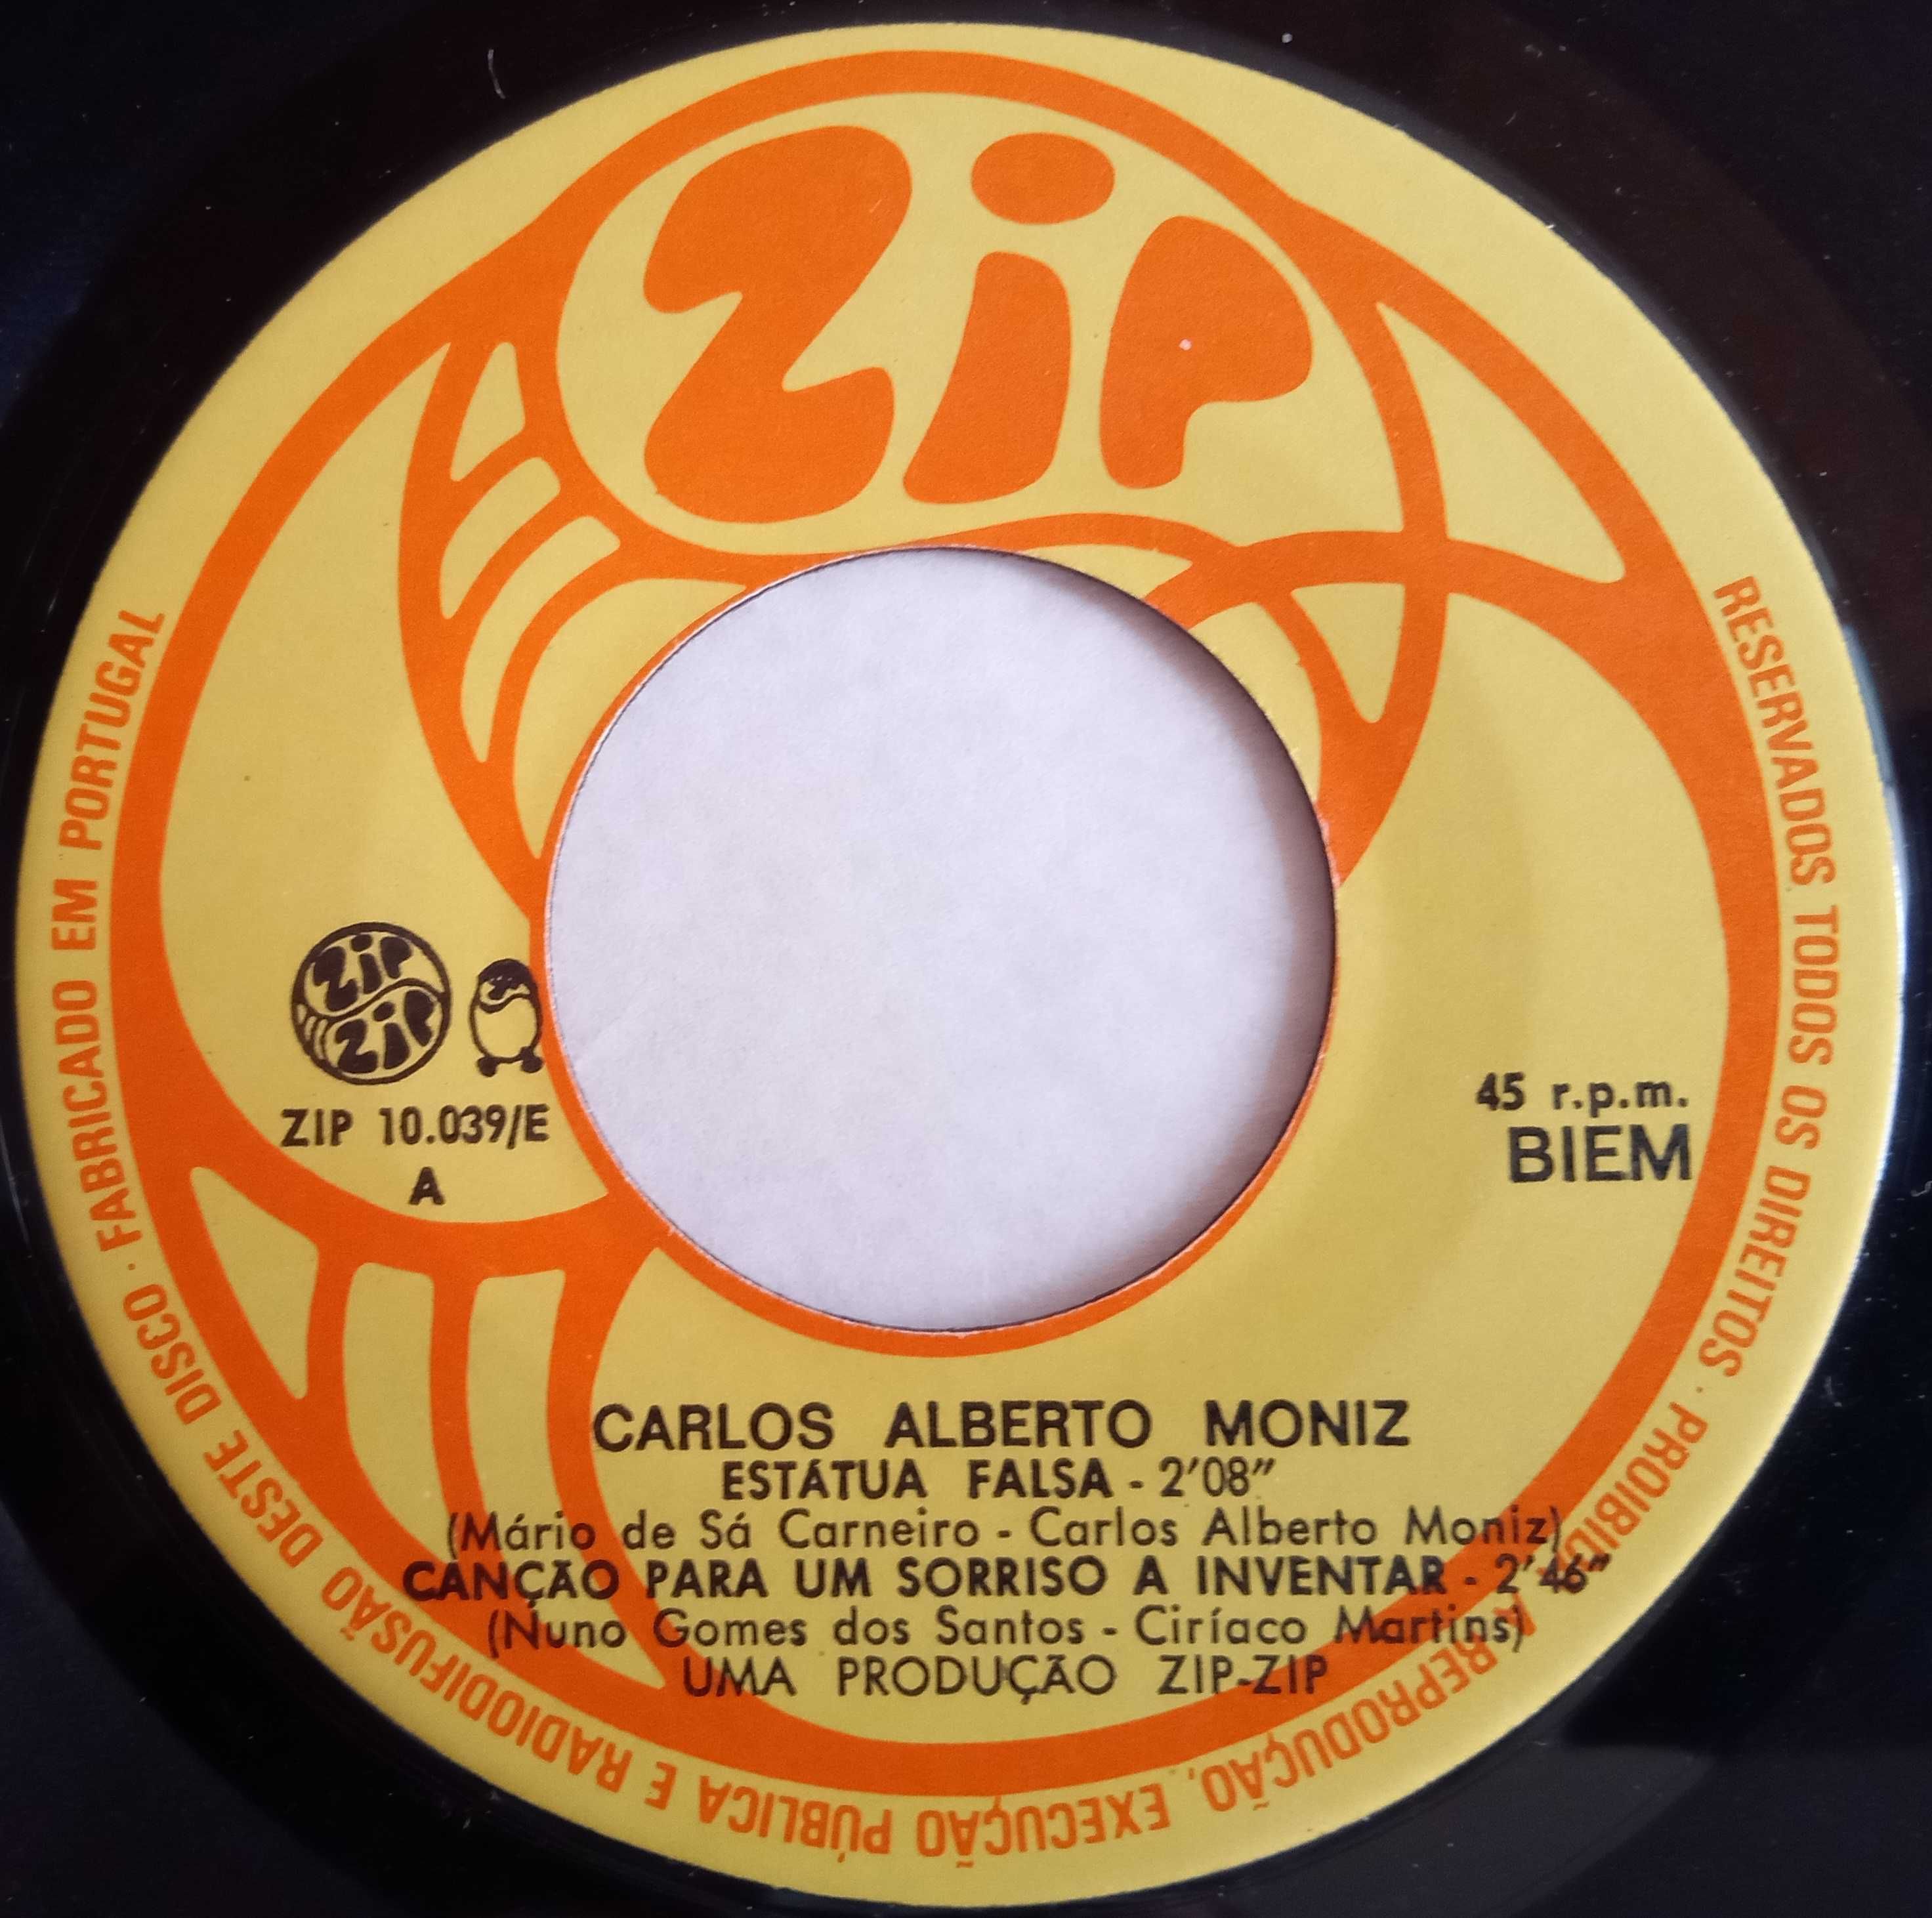 ZiP
RESERVADOS TODOS OS DIREITOS · PROIBIDA A REPRODUÇÃO, EXECUÇÃO PÚBLICA E RADIODIFUSÃO DESTE DISCO · FABRICADO EM PORTUGAL
ZiP
ZiP
ZIP 10.039/E
A
45 r.p.m.
BIEM
CARLOS ALBERTO MONIZ
ESTÁTUA FALSA - 2'08"
(Mário de Sá Carneiro - Carlos Alberto Moniz)
CANÇÃO PARA UM SORRISO A INVENTAR - 2'46"
(Nuno Gomes dos Santos - Ciríaco Martins)
UMA PRODUÇÃO ZIP-ZIP